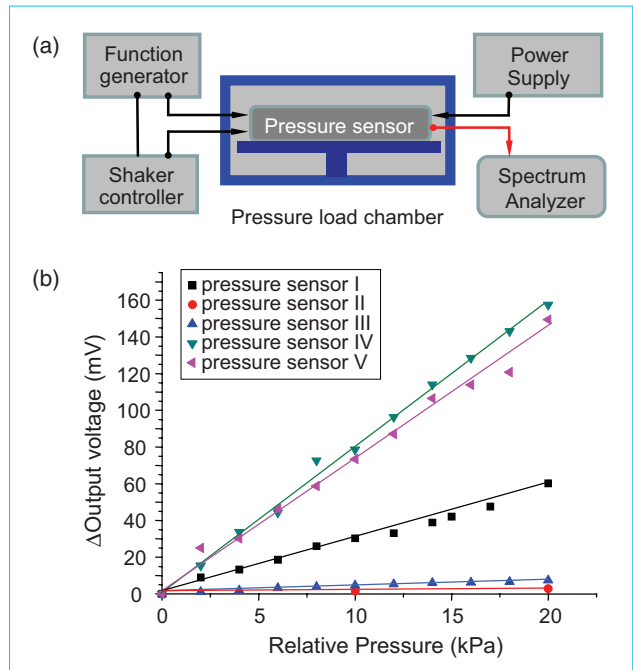 (a)
Function
generator
Power
Supply
Pressure sensor
Shaker
controller
Spectrum
Analyzer
Pressure load chamber
(b)
pressure sensor I
pressure sensor II
pressure sensor III
pressure sensor IV
pressure sensor V
160
140
120
100
80
60
40
20
0
ΔOutput voltage (mV)
0
5
10
15
20
Relative Pressure (kPa)